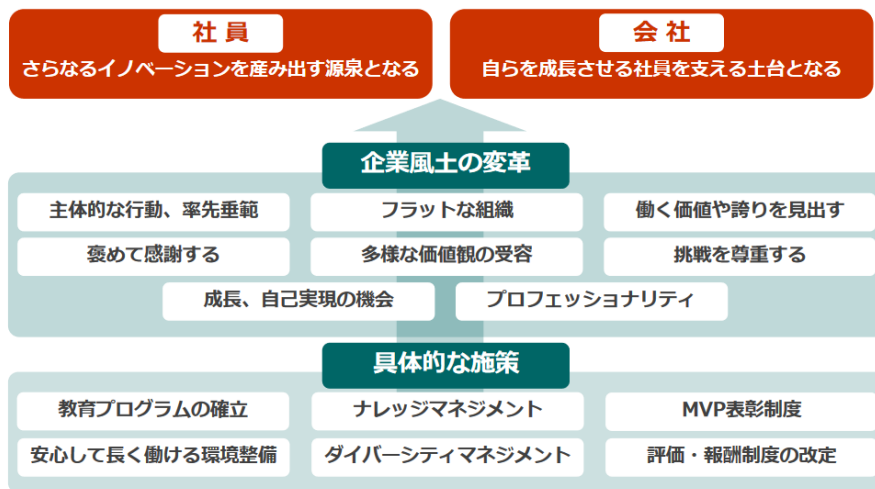 社員
さらなるイノベーションを産み出す源泉となる
会社
自らを成長させる社員を支える土台となる
企業風土の変革
主体的な行動、率先垂範
フラットな組織
働く価値や誇りを見出す
褒めて感謝する
多様な価値観の受容
挑戦を尊重する
成長、自己実現の機会
プロフェッショナリティ
具体的な施策
教育プログラムの確立
ナレッジマネジメント
MVP表彰制度
安心して長く働ける環境整備
ダイバーシティマネジメント
評価・報酬制度の改定